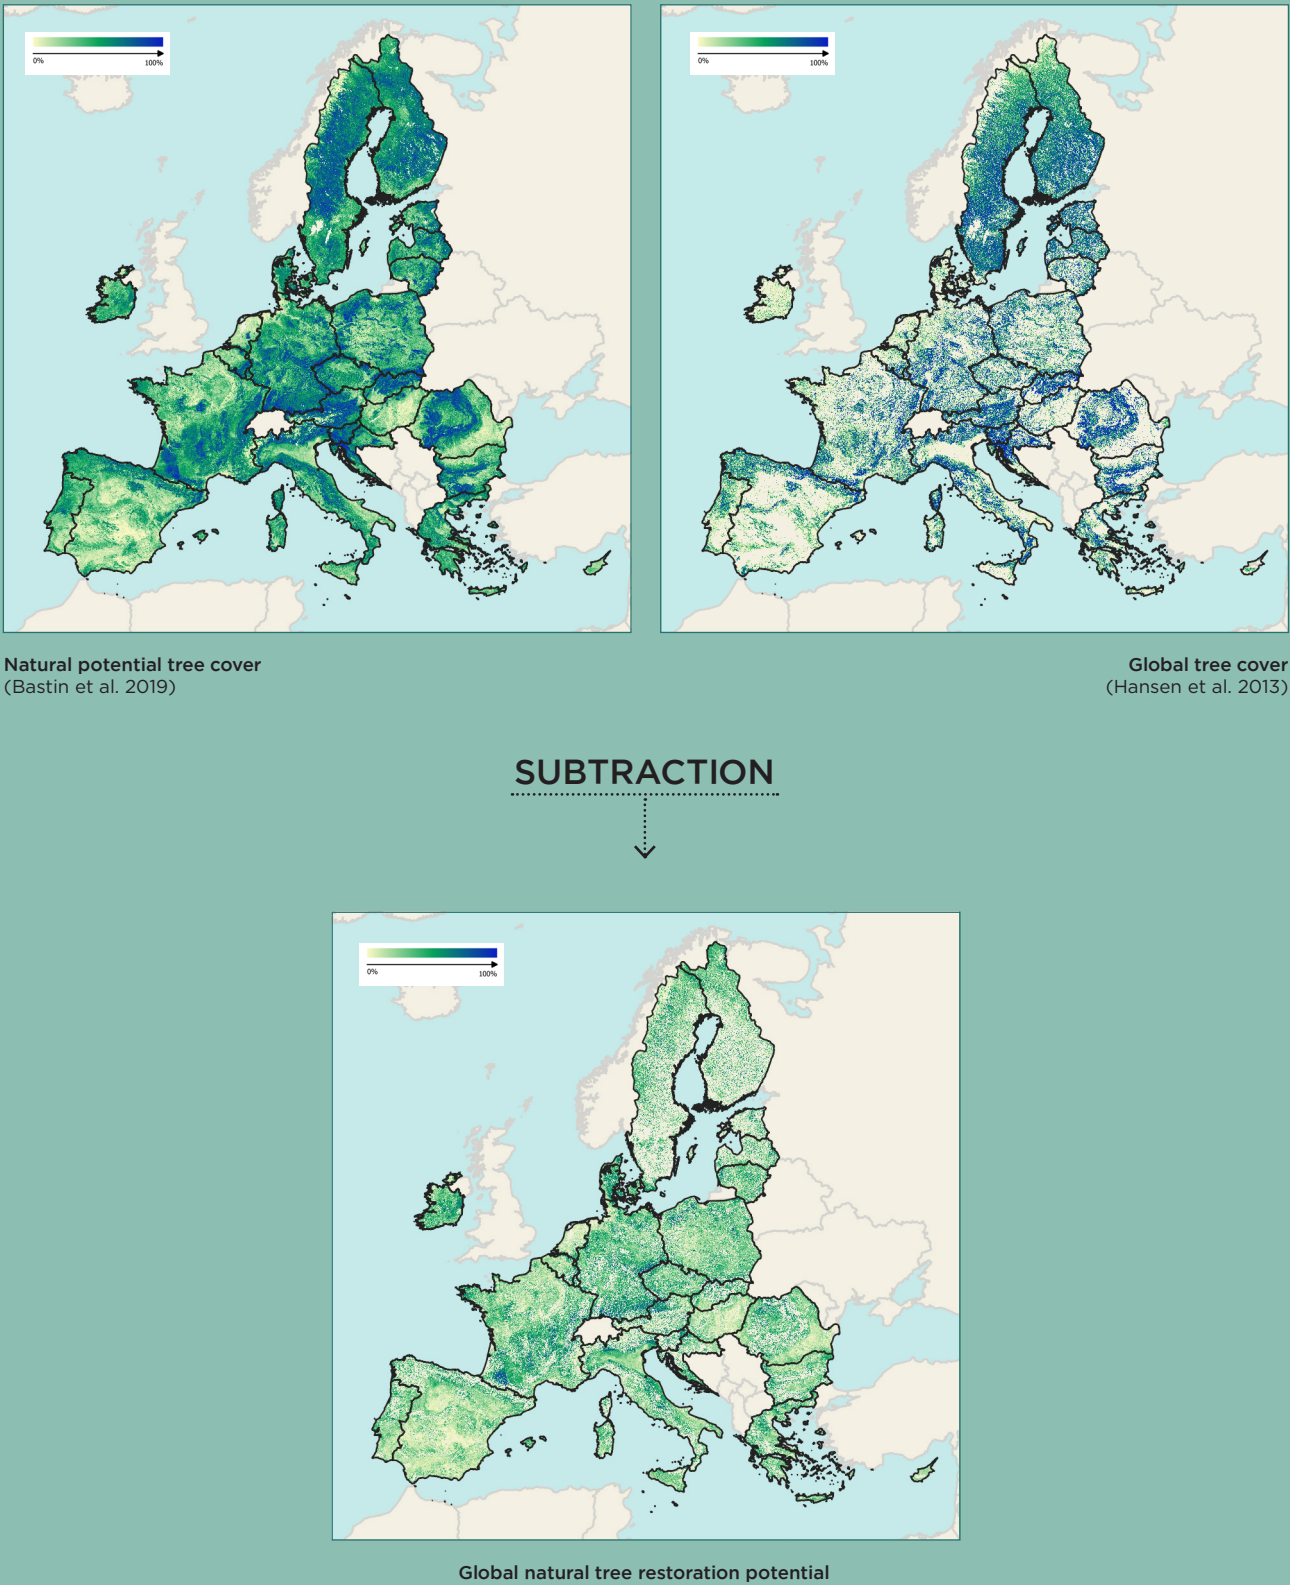 0%
100%
0%
100%
Natural potential tree cover
(Bastin et al. 2019)
Global tree cover
(Hansen et al. 2013)
SUBTRACTION
0%
100%
Global natural tree restoration potential